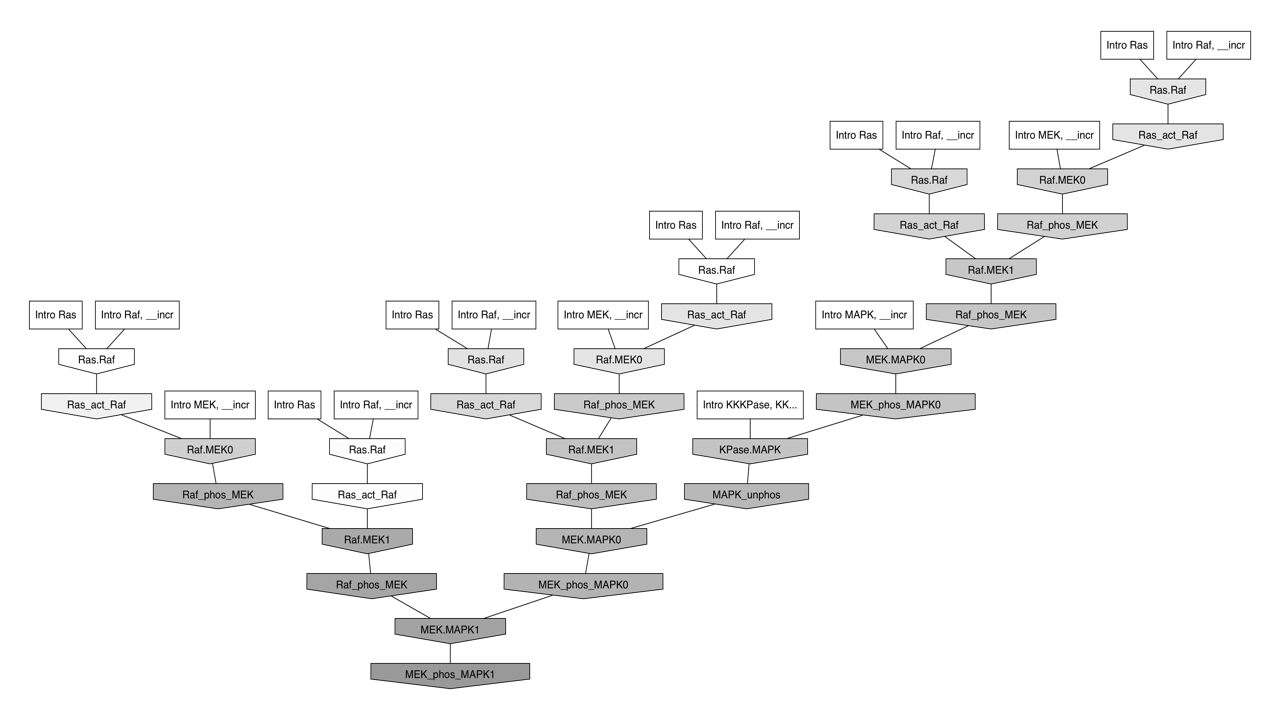 Intro Ras
Intro Raf, __incr
Ras.Raf
Intro Ras
Intro Raf, __incr
Intro MEK, __incr
Ras_act_Raf
Ras.Raf
Raf.MEK0
Intro Ras
Intro Raf, __incr
Ras_act_Raf
Raf_phos_MEK
Ras.Raf
Raf.MEK1
Intro Ras
Intro Raf, __incr
Intro Ras
Intro Raf, __incr
Intro MEK, __incr
Ras_act_Raf
Intro MAPK, __incr
Raf_phos_MEK
Ras.Raf
Ras.Raf
Raf.MEK0
MEK.MAPK0
Ras_act_Raf
Intro MEK, __incr
Intro Ras
Intro Raf, __incr
Ras_act_Raf
Raf_phos_MEK
Intro KKKPase, KK...
MEK_phos_MAPK0
Raf.MEK0
Ras.Raf
Raf.MEK1
KPase.MAPK
Raf_phos_MEK
Ras_act_Raf
Raf_phos_MEK
MAPK_unphos
Raf.MEK1
MEK.MAPK0
Raf_phos_MEK
MEK_phos_MAPK0
MEK.MAPK1
MEK_phos_MAPK1